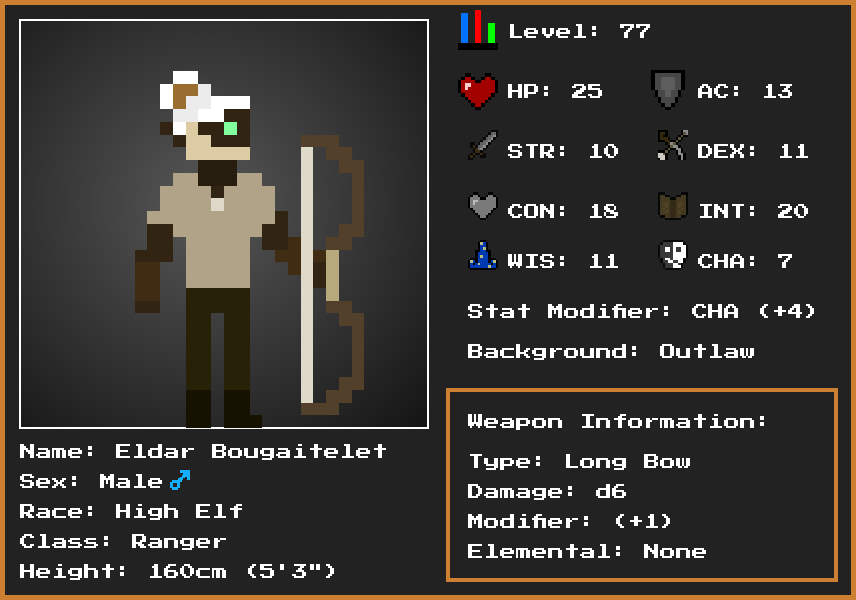 Level: 77
HP: 25
AC: 13
STR: 10
DEX: 11
CON: 18
INT: 20
WIS: 11
CHA: 7
Stat Modifier: CHA (+4)
Background: Outlaw
Weapon Information:
Type: Long Bow
Damage: d6
Modifier: (+1)
Elemental: None
Name: Eldar Bougaitelet
Sex: Male♂
Race: High Elf
Class: Ranger
Height: 160cm (5'3")